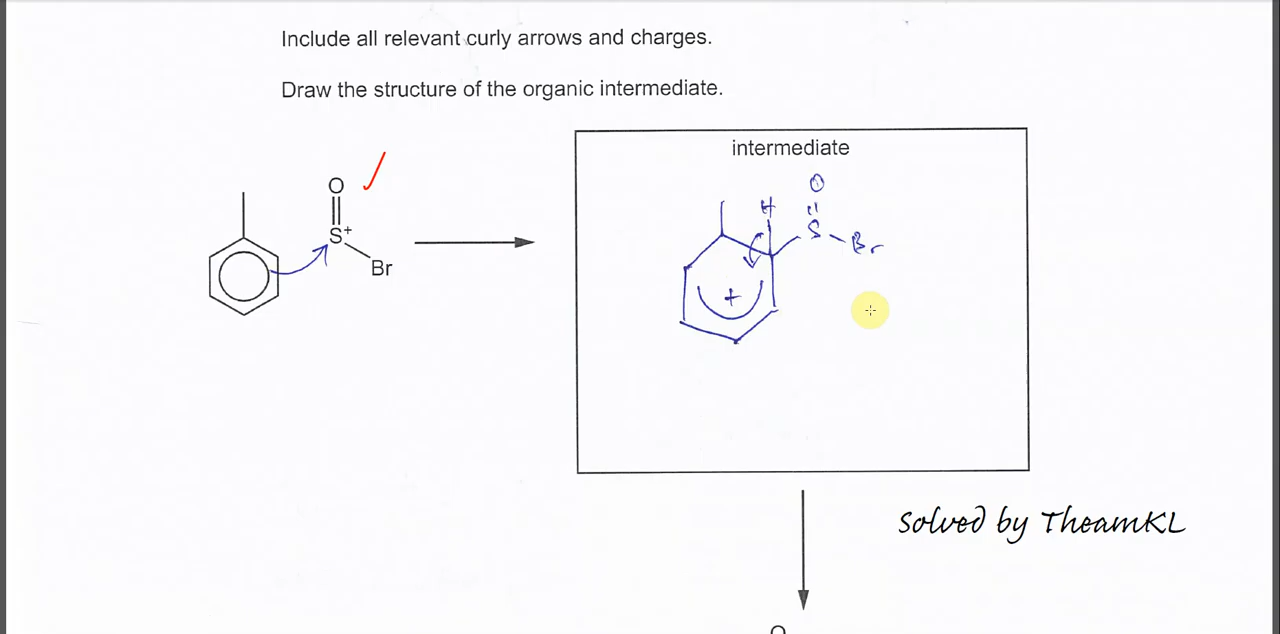 Include all relevant curly arrows and charges.
Draw the structure of the organic intermediate.
intermediate
O
S+
Br
H
O
S
Br
+
Solved by TheamKL
O